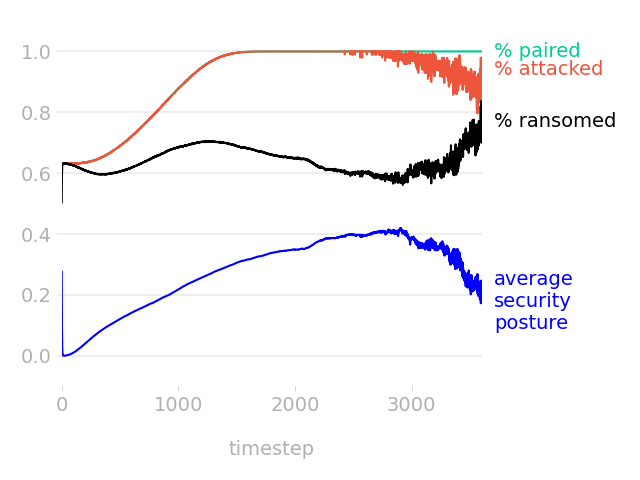 1.0
0.8
0.6
% paired
% attacked
% ransomed
0.4
0.2
0.0
average
security
posture
0
1000
2000
3000
timestep